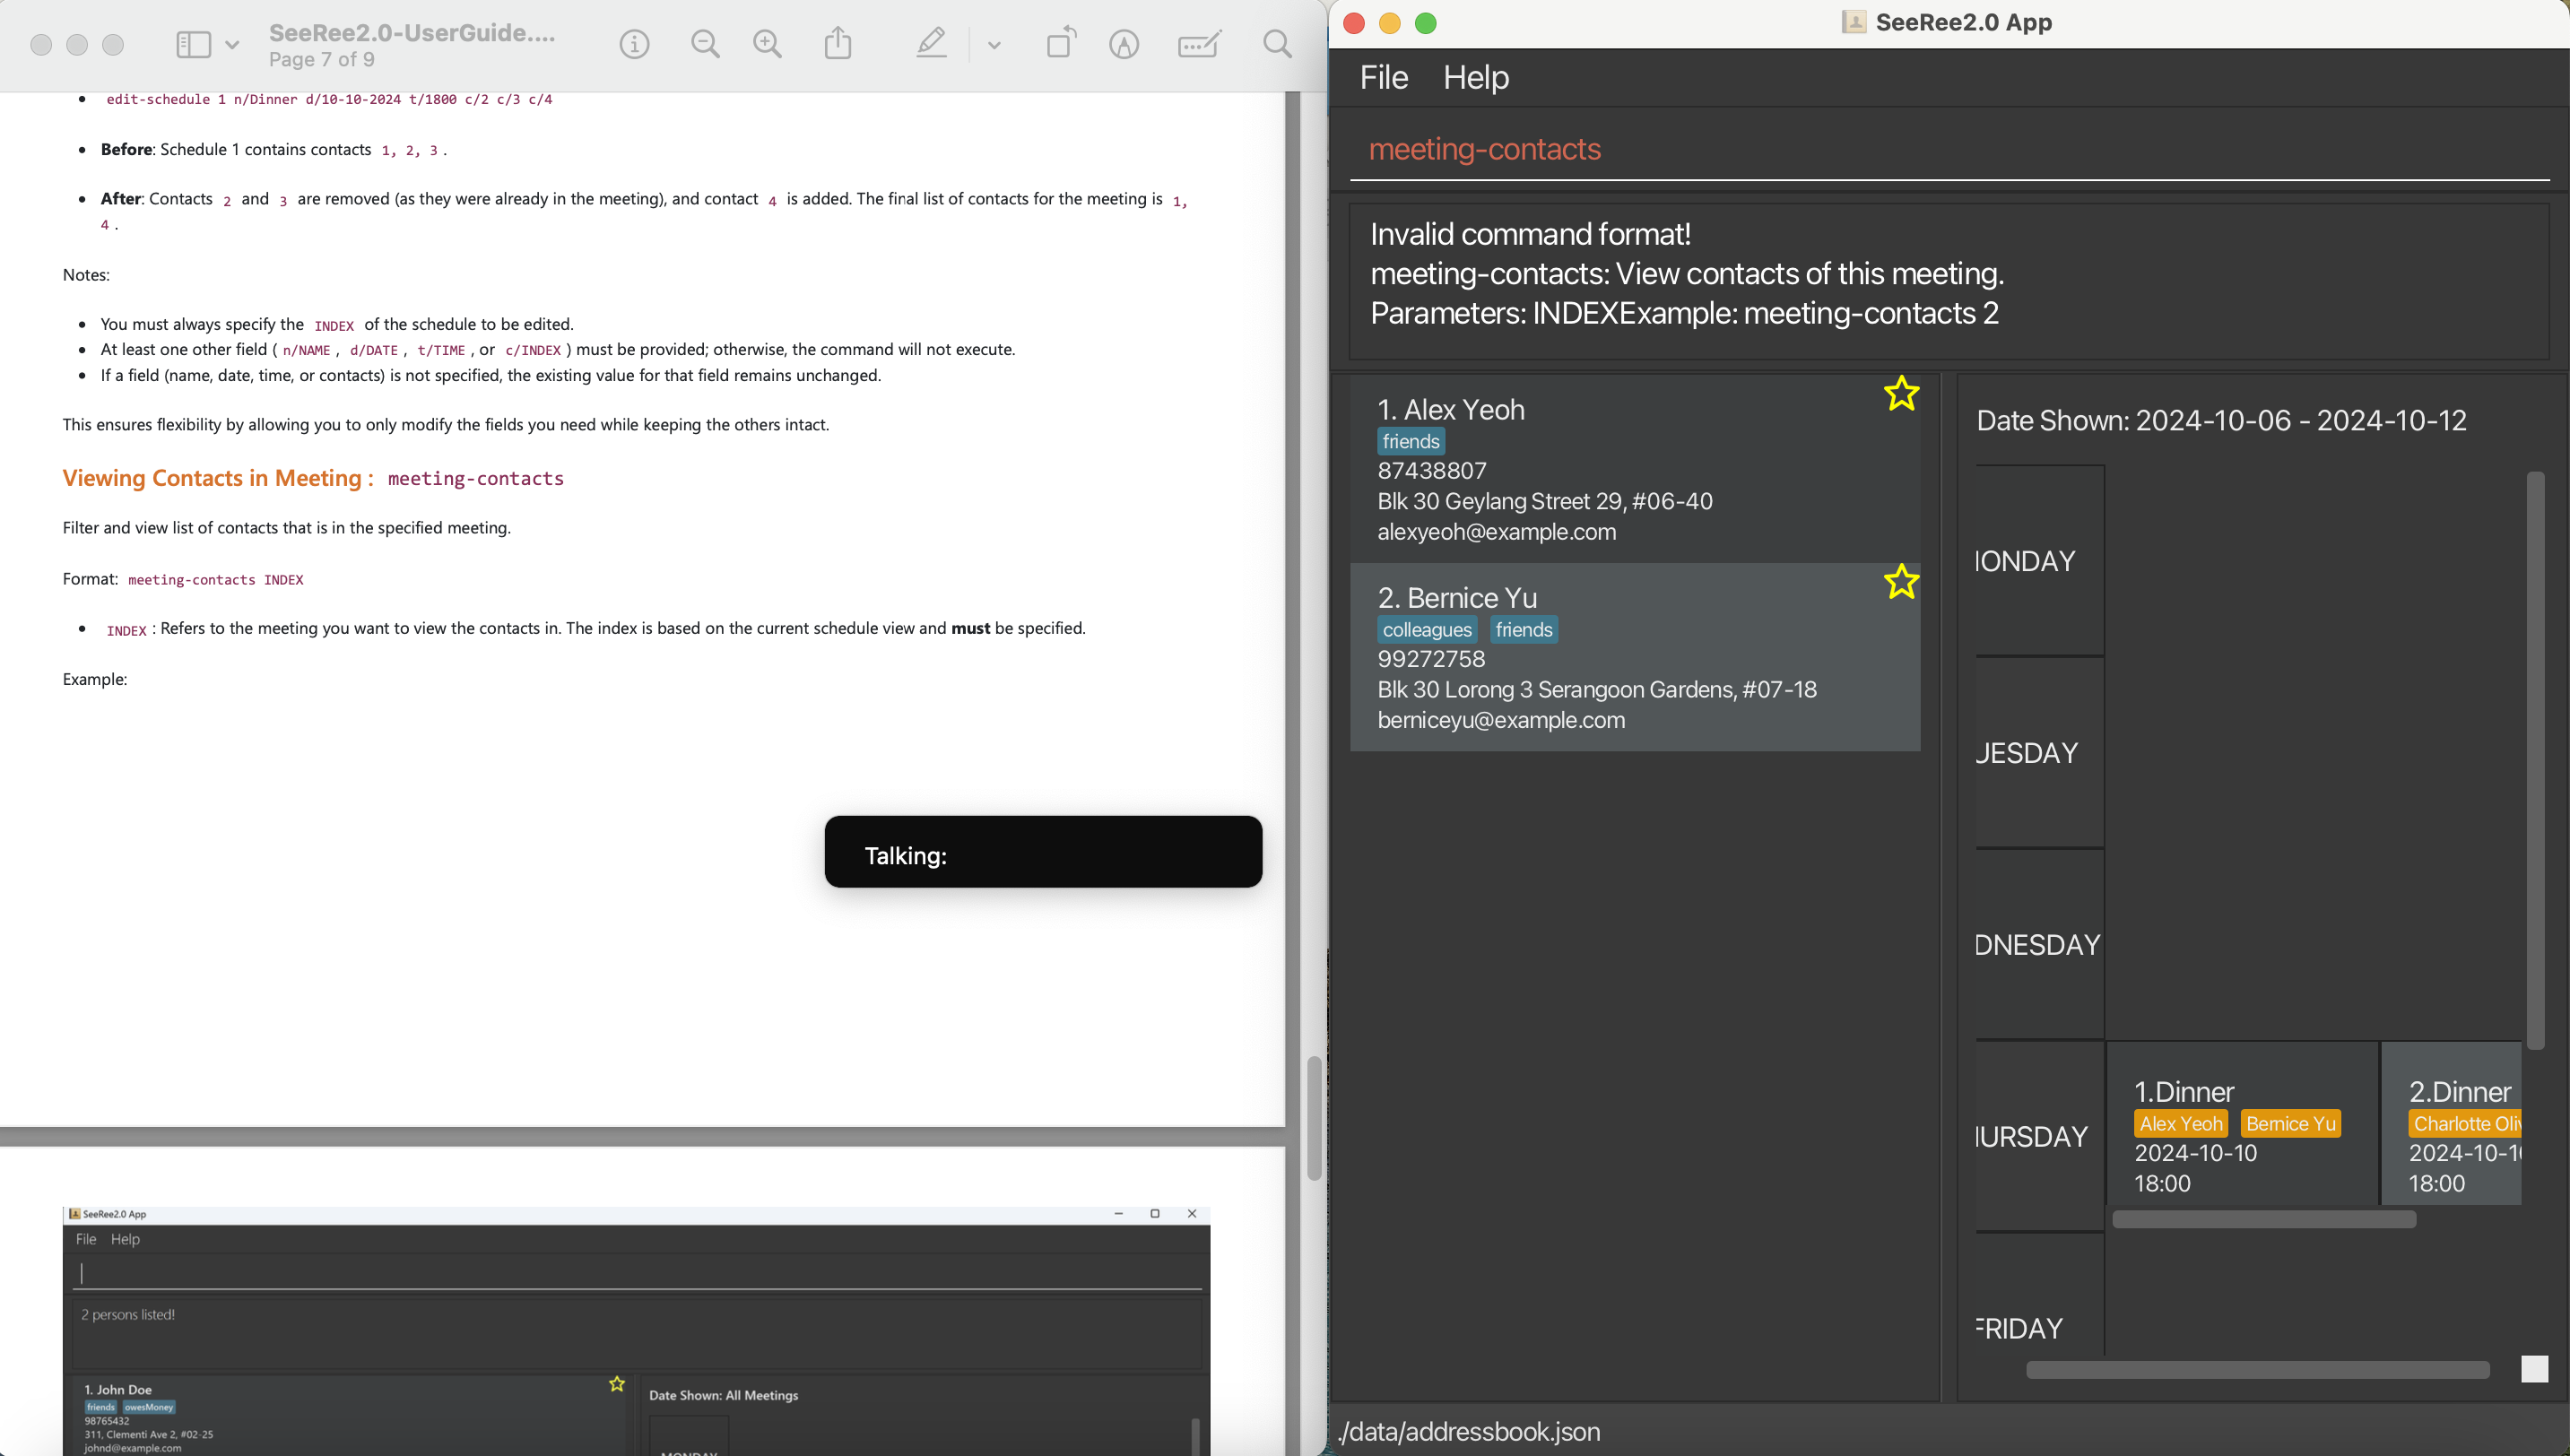 SeeRee2.0-UserGuide....
Page 7 of 9
edit-schedule 1 n/Dinner d/10-10-2024 t/1800 c/2 c/3 c/4
Before: Schedule 1 contains contacts 1, 2, 3 .
After: Contacts 2 and 3 are removed (as they were already in the meeting), and contact 4 is added. The final list of contacts for the meeting is 1,
4 .
Notes:
You must always specify the INDEX of the schedule to be edited.
At least one other field ( n/NAME , d/DATE , t/TIME , or c/INDEX ) must be provided; otherwise, the command will not execute.
If a field (name, date, time, or contacts) is not specified, the existing value for that field remains unchanged.
This ensures flexibility by allowing you to only modify the fields you need while keeping the others intact.
Viewing Contacts in Meeting : meeting-contacts
Filter and view list of contacts that is in the specified meeting.
Format: meeting-contacts INDEX
INDEX : Refers to the meeting you want to view the contacts in. The index is based on the current schedule view and must be specified.
Example:
Talking:
SeeRee2.0 App
File Help
2 persons listed!
1. John Doe
friends owesMoney
98765432
311, Clementi Ave 2, #02-25
johnd@example.com
Date Shown: All Meetings
MONDAY
SeeRee2.0 App
File Help
meeting-contacts
Invalid command format!
meeting-contacts: View contacts of this meeting.
Parameters: INDEXExample: meeting-contacts 2
1. Alex Yeoh
friends
87438807
Blk 30 Geylang Street 29, #06-40
alexyeoh@example.com
2. Bernice Yu
colleagues friends
99272758
Blk 30 Lorong 3 Serangoon Gardens, #07-18
berniceyu@example.com
Date Shown: 2024-10-06 - 2024-10-12
ONDAY
UESDAY
DNESDAY
URSDAY
1.Dinner
Alex Yeoh Bernice Yu
2024-10-10
18:00
2.Dinner
Charlotte Oliv
2024-10-1
18:00
FRIDAY
./data/addressbook.json